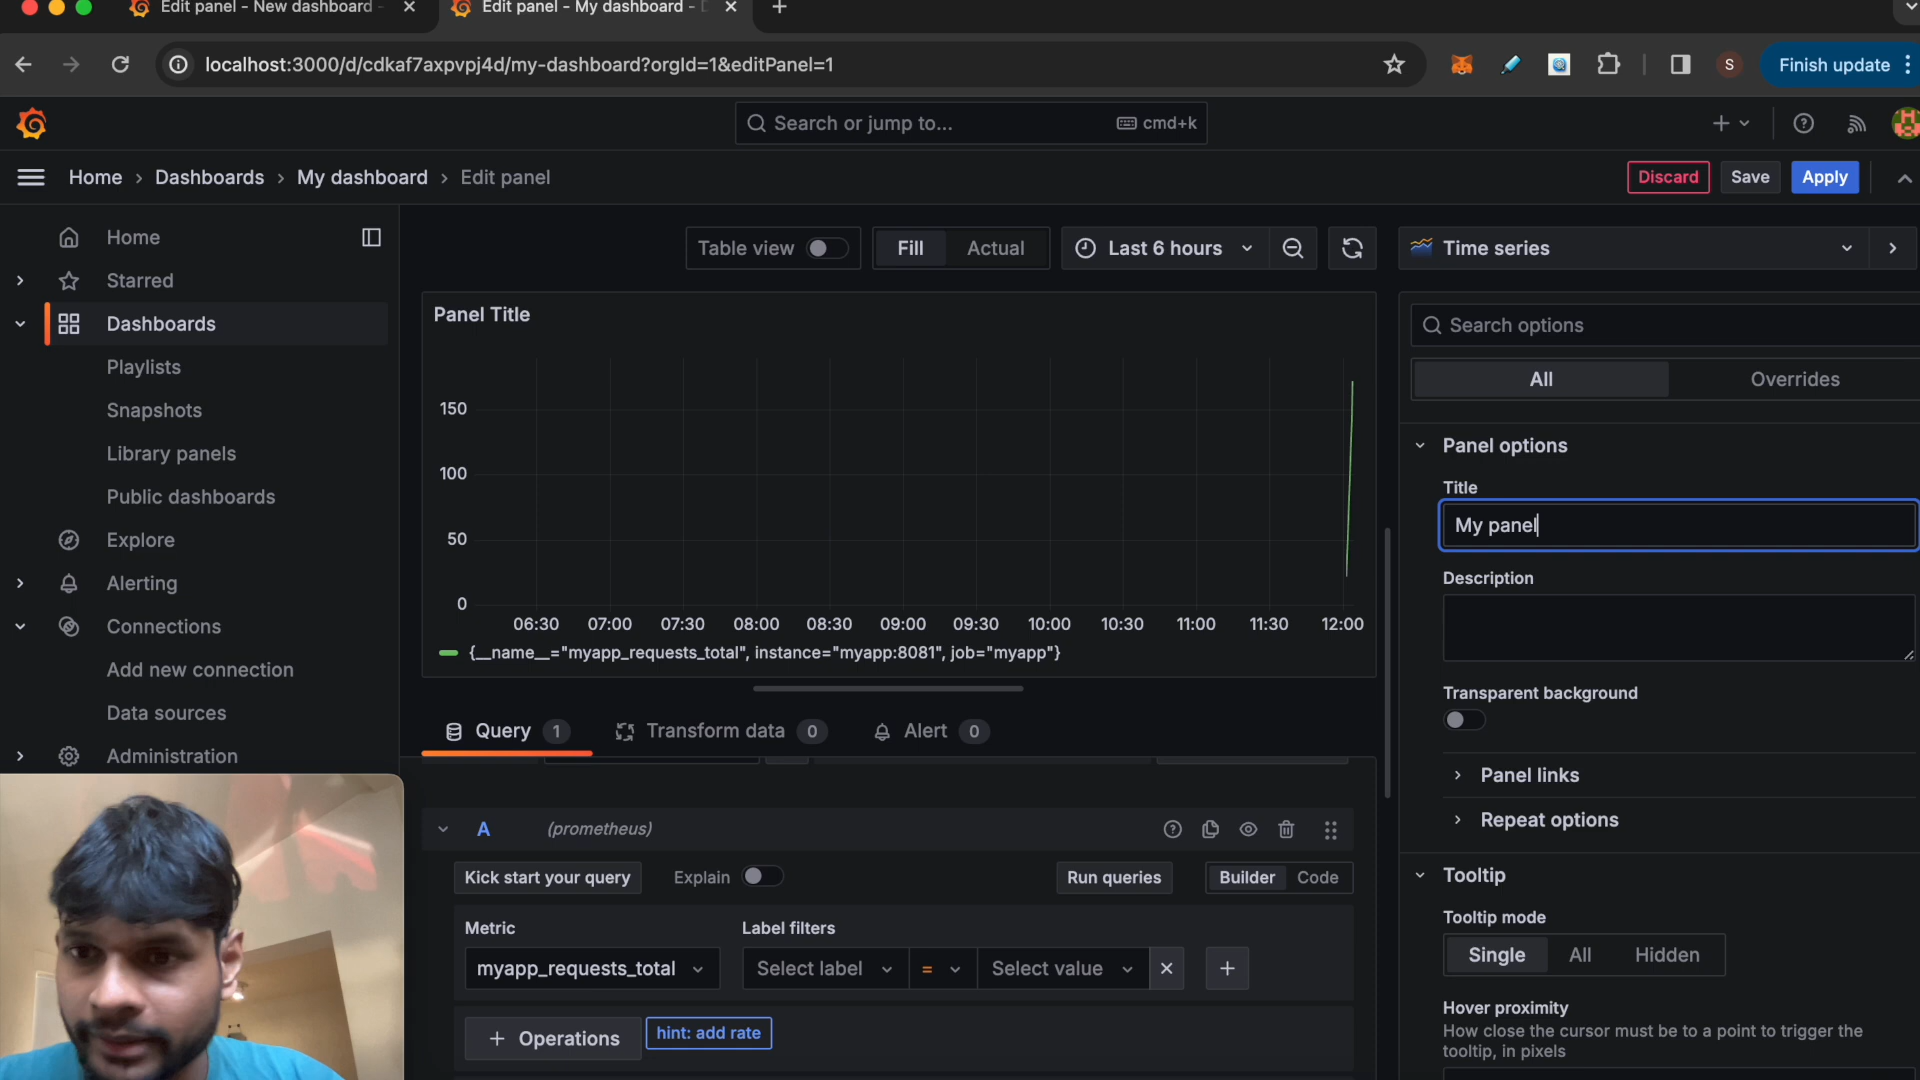 Edit panel - New dashboard -
Edit panel - My dashboard -
localhost:3000/d/cdkaf7axpvpj4d/my-dashboard?orgId=1&editPanel=1
S
Finish update
Search or jump to...
cmd+k
Home › Dashboards › My dashboard › Edit panel
Discard
Save
Apply
Home
Starred
Dashboards
Playlists
Snapshots
Library panels
Public dashboards
Explore
Alerting
Connections
Add new connection
Data sources
Administration
Table view
Fill
Actual
Last 6 hours
Time series
Panel Title
150
100
50
0
06:30 07:00 07:30 08:00 08:30 09:00 09:30 10:00 10:30 11:00 11:30 12:00
{__name__="myapp_requests_total", instance="myapp:8081", job="myapp"}
Query 1
Transform data 0
Alert 0
A
(prometheus)
Kick start your query
Explain
Run queries
Builder
Code
Metric
Label filters
myapp_requests_total
Select label
=
Select value
+ Operations
hint: add rate
Search options
All
Overrides
Panel options
Title
My panel
Description
Transparent background
Panel links
Repeat options
Tooltip
Tooltip mode
Single
All
Hidden
Hover proximity
How close the cursor must be to a point to trigger the
tooltip, in pixels